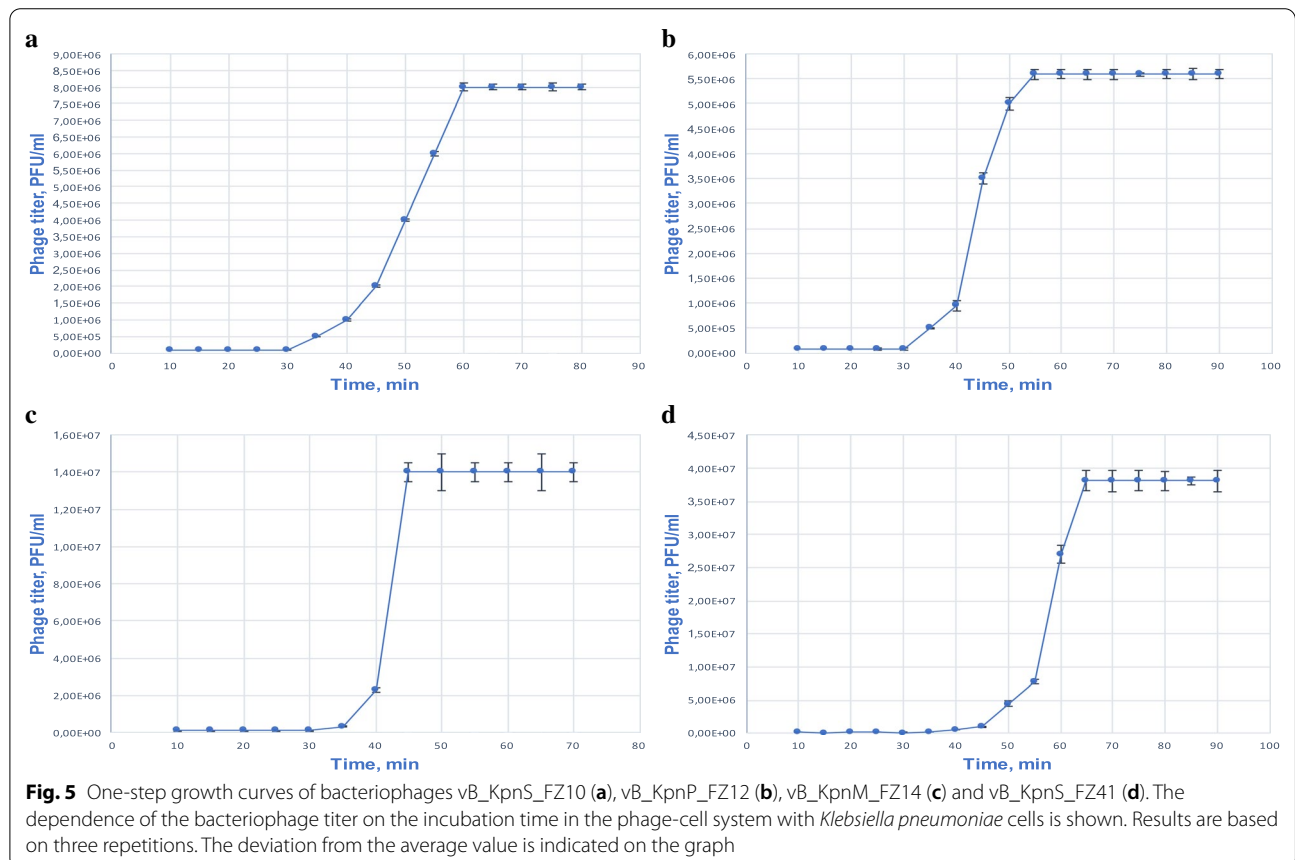 a
9,00E+06
8,50E+06
8,00E+06
7,50E+06
7,00E+06
6,50E+06
6,00E+06
5,50E+06
5,00E+06
4,50E+06
4,00E+06
3,50E+06
3,00E+06
2,50E+06
2,00E+06
1,50E+06
1,00E+06
5,00E+05
0,00E+00
Phage titer, PFU/ml
0 10 20 30 40 50 60 70 80 90
Time, min
b
6,00E+06
5,50E+06
5,00E+06
4,50E+06
4,00E+06
3,50E+06
3,00E+06
2,50E+06
2,00E+06
1,50E+06
1,00E+06
5,00E+05
0,00E+00
Phage titer, PFU/ml
0 10 20 30 40 50 60 70 80 90 100
Time, min
c
1,60E+07
1,40E+07
1,20E+07
1,00E+07
8,00E+06
6,00E+06
4,00E+06
2,00E+06
0,00E+00
Phage titer, PFU/ml
0 10 20 30 40 50 60 70 80
Time, min
d
4,50E+07
4,00E+07
3,50E+07
3,00E+07
2,50E+07
2,00E+07
1,50E+07
1,00E+07
5,00E+06
0,00E+00
Phage titer, PFU/ml
0 10 20 30 40 50 60 70 80 90 100
Time, min
Fig. 5 One-step growth curves of bacteriophages vB_KpnS_FZ10 (a), vB_KpnP_FZ12 (b), vB_KpnM_FZ14 (c) and vB_KpnS_FZ41 (d). The
dependence of the bacteriophage titer on the incubation time in the phage-cell system with Klebsiella pneumoniae cells is shown. Results are based
on three repetitions. The deviation from the average value is indicated on the graph